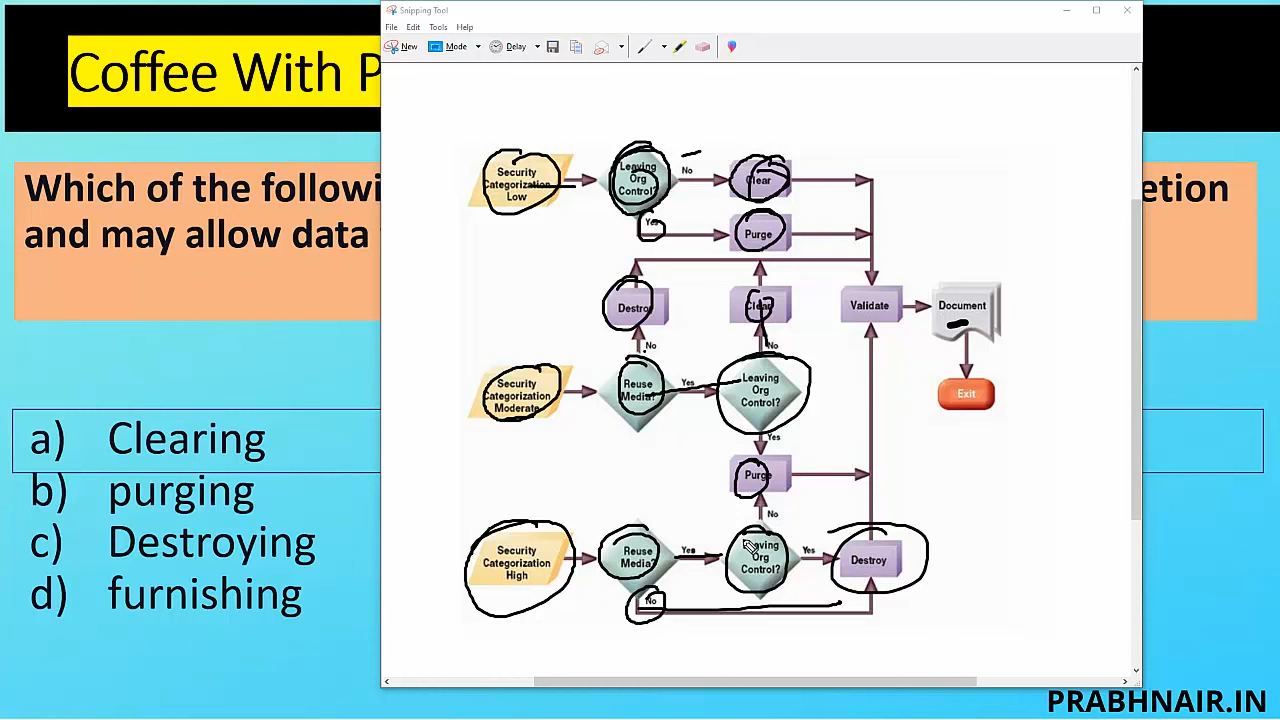 Snipping Tool
File Edit Tools Help
New Mode Delay
Coffee With P
Which of the followi etion
and may allow data
a) Clearing
b) purging
c) Destroying
d) furnishing
Security
Categorization
Low
Leaving
Org
Control?
No
Clear
Yes
Purge
Destroy
Clear
Validate
Document
No
No
Security
Categorization
Moderate
Reuse
Media?
Yes
Leaving
Org
Control?
Exit
Yes
Purge
No
Security
Categorization
High
Reuse
Media?
Yes
Leaving
Org
Control?
Yes
Destroy
No
PRABHNAIR.IN